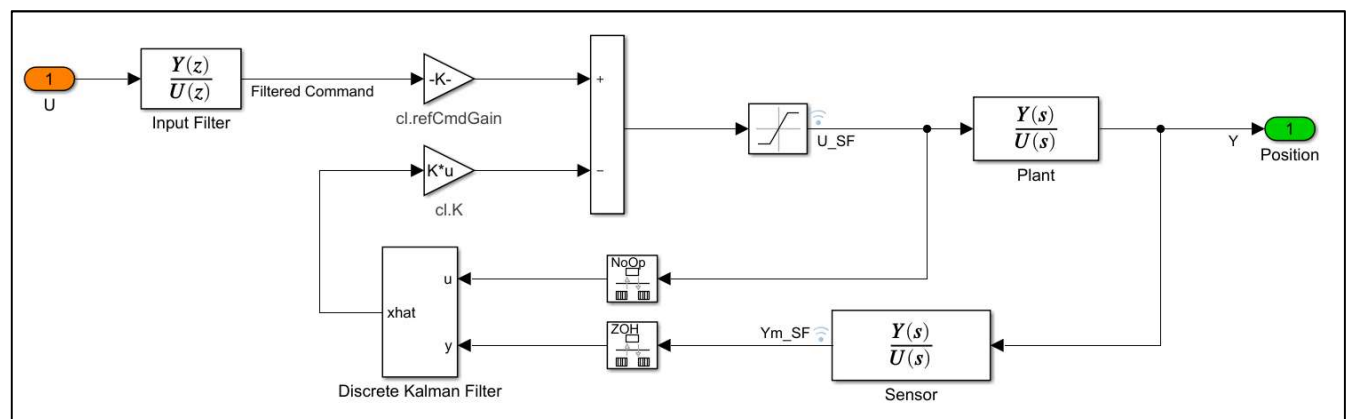 1
U
Y(z)
U(z)
Input Filter
Filtered Command
-K-
cl.refCmdGain
+
K*u
cl.K
−
U_SF
Y(s)
U(s)
Plant
Y
1
Position
xhat
u
y
Discrete Kalman Filter
NoOp
ZOH
Ym_SF
Y(s)
U(s)
Sensor